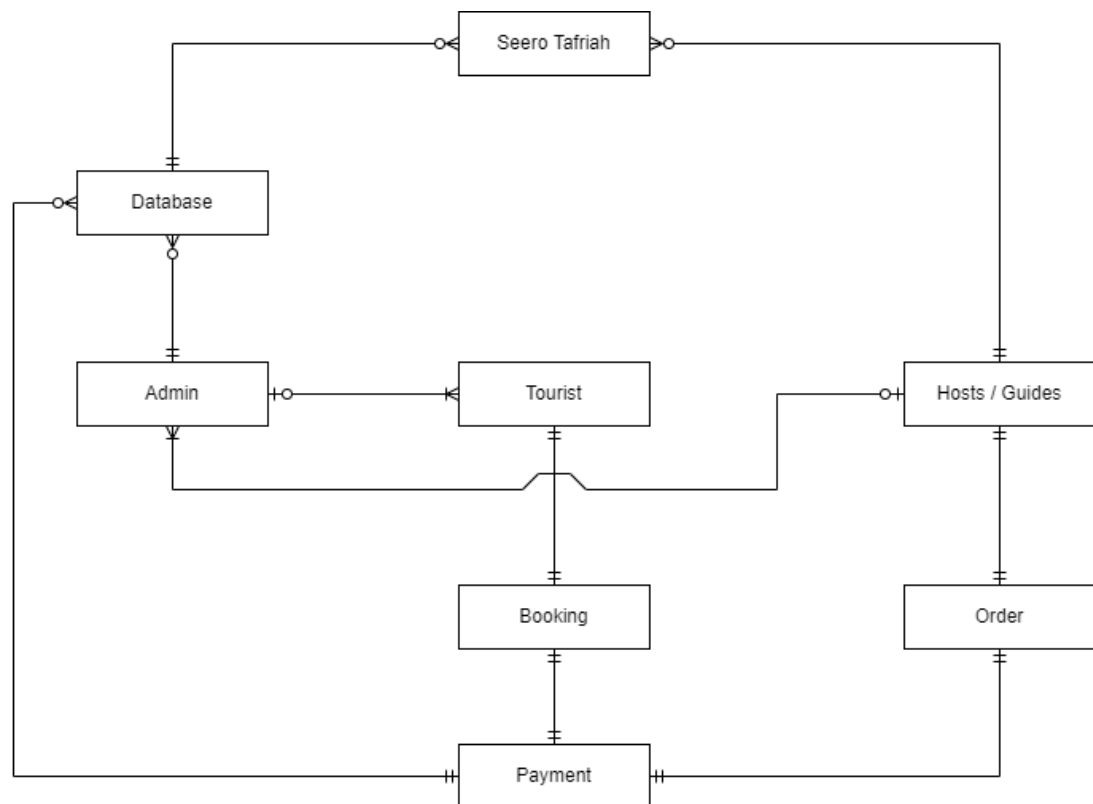 Seero Tafriah
Database
Admin
Tourist
Hosts / Guides
Booking
Order
Payment